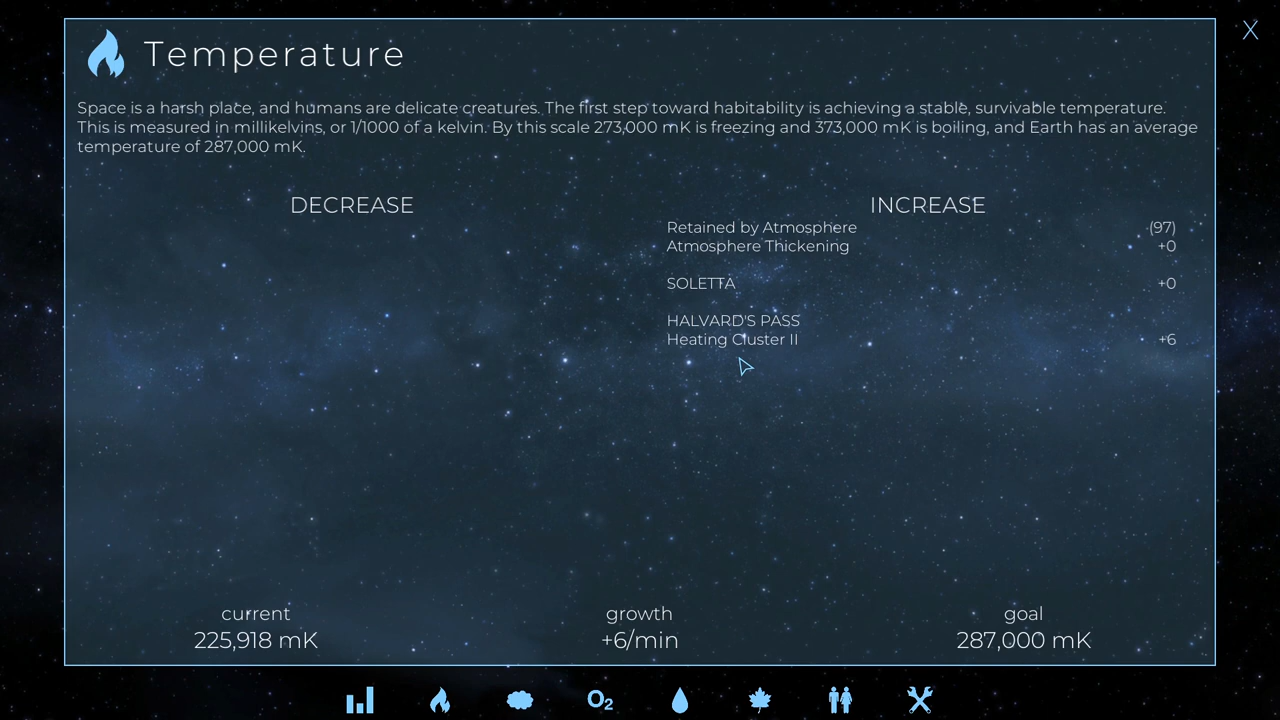 X
Temperature
Space is a harsh place, and humans are delicate creatures. The first step toward habitability is achieving a stable, survivable temperature.
This is measured in millikelvins, or 1/1000 of a kelvin. By this scale 273,000 mK is freezing and 373,000 mK is boiling, and Earth has an average
temperature of 287,000 mK.
DECREASE
INCREASE
Retained by Atmosphere (97)
Atmosphere Thickening +0
SOLETTA +0
HALVARD'S PASS
Heating Cluster II +6
current
225,918 mK
growth
+6/min
goal
287,000 mK
O2